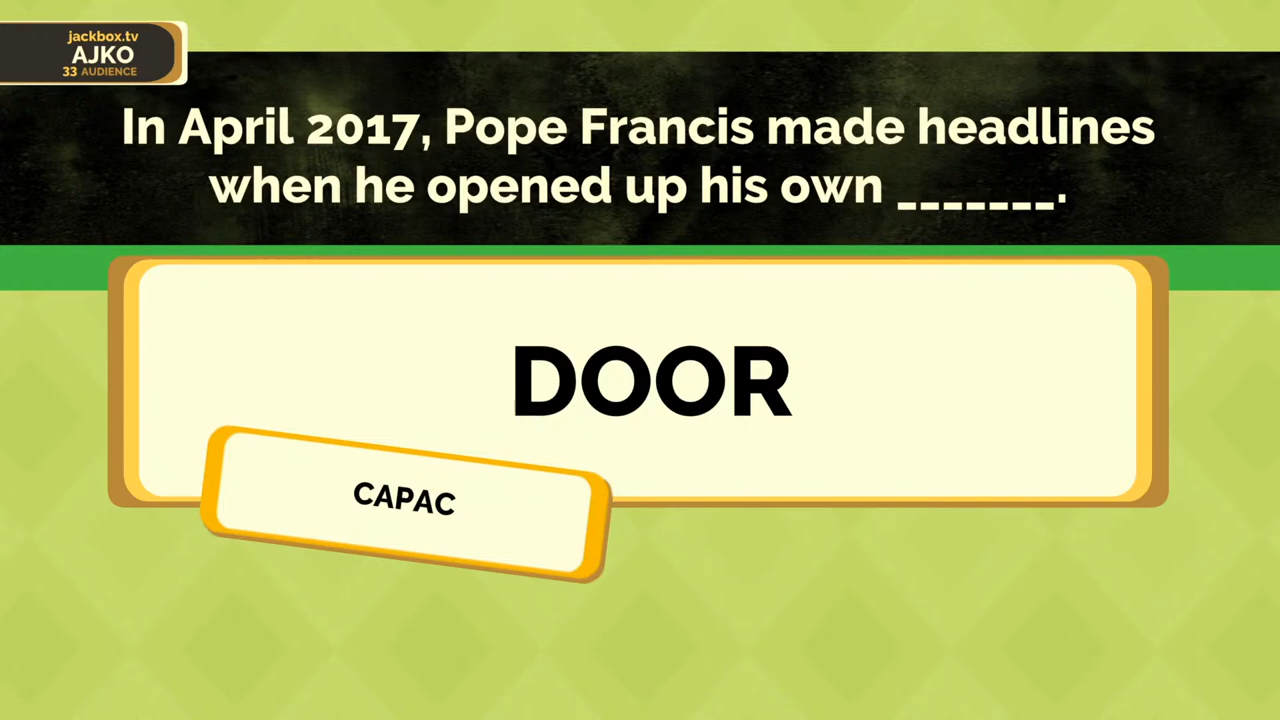 jackbox.tv
AJKO
33 AUDIENCE
In April 2017, Pope Francis made headlines
when he opened up his own _______.
DOOR
CAPAC